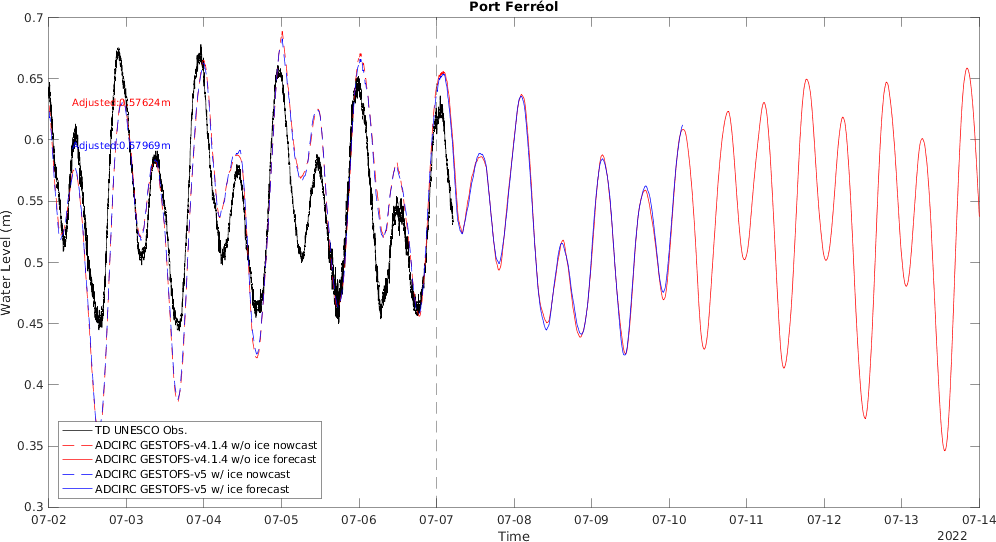 Port Ferréol
0.7
0.65
0.6
0.55
0.5
0.45
0.4
0.35
0.3
Water Level (m)
Adjusted:0.57624m
Adjusted:0.57969m
TD UNESCO Obs.
ADCIRC GESTOFS-v4.1.4 w/o ice nowcast
ADCIRC GESTOFS-v4.1.4 w/o ice forecast
ADCIRC GESTOFS-v5 w/ ice nowcast
ADCIRC GESTOFS-v5 w/ ice forecast
07-02 07-03 07-04 07-05 07-06 07-07 07-08 07-09 07-10 07-11 07-12 07-13 07-14
Time
2022